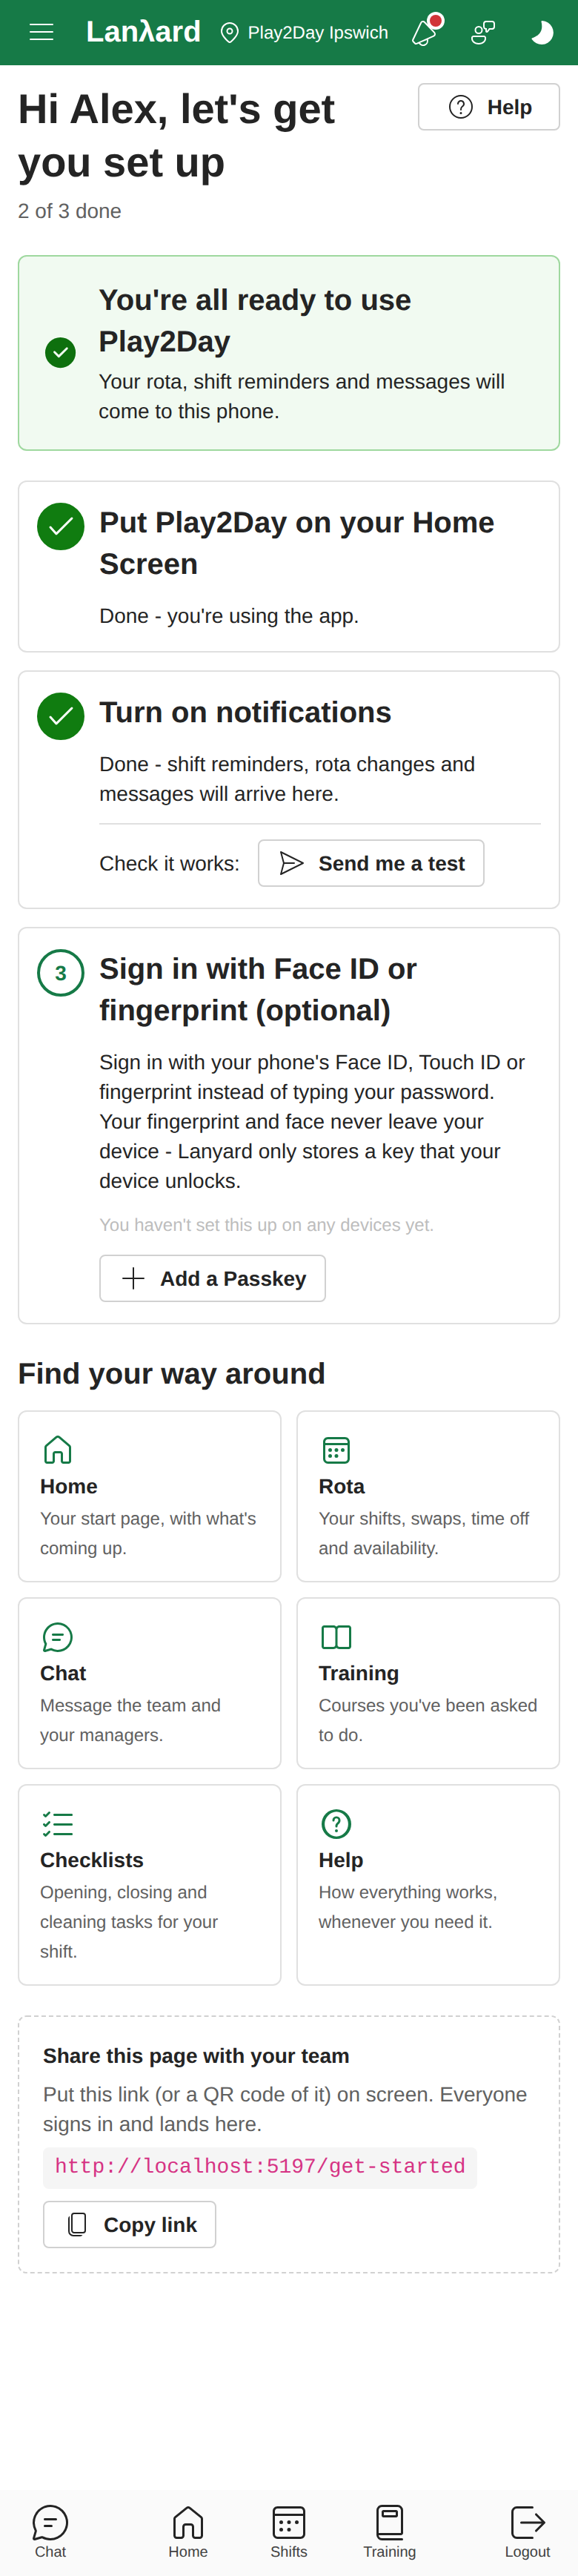 Lanλard Play2Day Ipswich
Hi Alex, let's get
you set up
Help
2 of 3 done
You're all ready to use
Play2Day
Your rota, shift reminders and messages will
come to this phone.
Put Play2Day on your Home
Screen
Done - you're using the app.
Turn on notifications
Done - shift reminders, rota changes and
messages will arrive here.
Check it works: Send me a test
3
Sign in with Face ID or
fingerprint (optional)
Sign in with your phone's Face ID, Touch ID or
fingerprint instead of typing your password.
Your fingerprint and face never leave your
device - Lanyard only stores a key that your
device unlocks.
You haven't set this up on any devices yet.
Add a Passkey
Find your way around
Home
Your start page, with what's
coming up.
Rota
Your shifts, swaps, time off
and availability.
Chat
Message the team and
your managers.
Training
Courses you've been asked
to do.
Checklists
Opening, closing and
cleaning tasks for your
shift.
Help
How everything works,
whenever you need it.
Share this page with your team
Put this link (or a QR code of it) on screen. Everyone
signs in and lands here.
http://localhost:5197/get-started
Copy link
Chat Home Shifts Training Logout